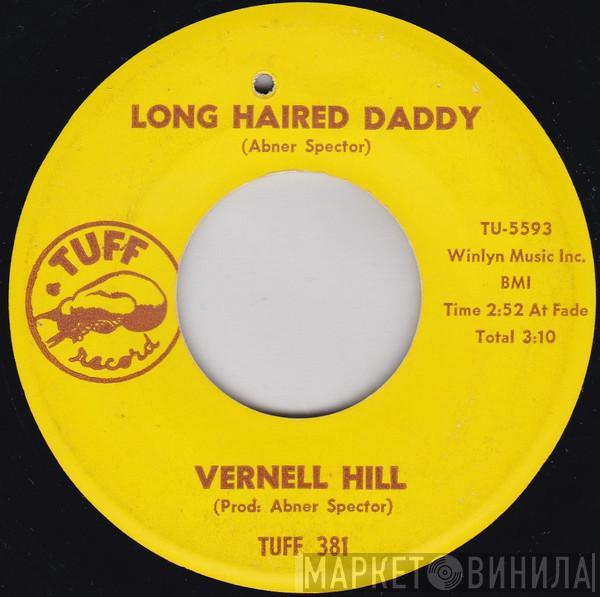 LONG HAIRED DADDY
(Abner Spector)
TUFF
a
record
TU-5593
Winlyn Music Inc.
BMI
Time 2:52 At Fade
Total 3:10
VERNELL HILL
(Prod: Abner Spector)
TUFF 381
МАРКЕТ ВИНИЛА